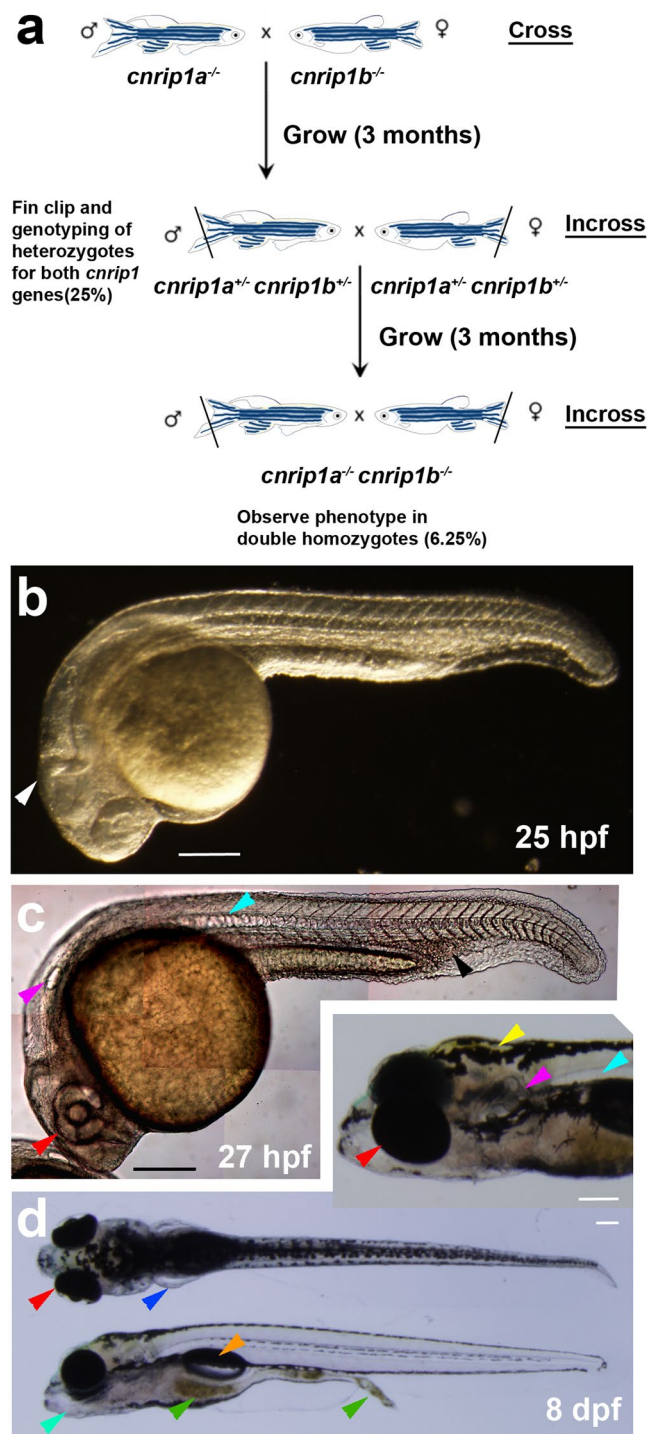 a
♂ x ♀ Cross
cnrip1a-/- cnrip1b-/-
Grow (3 months)
Fin clip and
genotyping of
heterozygotes
for both cnrip1
genes(25%)
♂ x ♀ Incross
cnrip1a+/- cnrip1b+/- cnrip1a+/- cnrip1b+/-
Grow (3 months)
♂ x ♀ Incross
cnrip1a-/- cnrip1b-/-
Observe phenotype in
double homozygotes (6.25%)
b
25 hpf
c
27 hpf
d
8 dpf